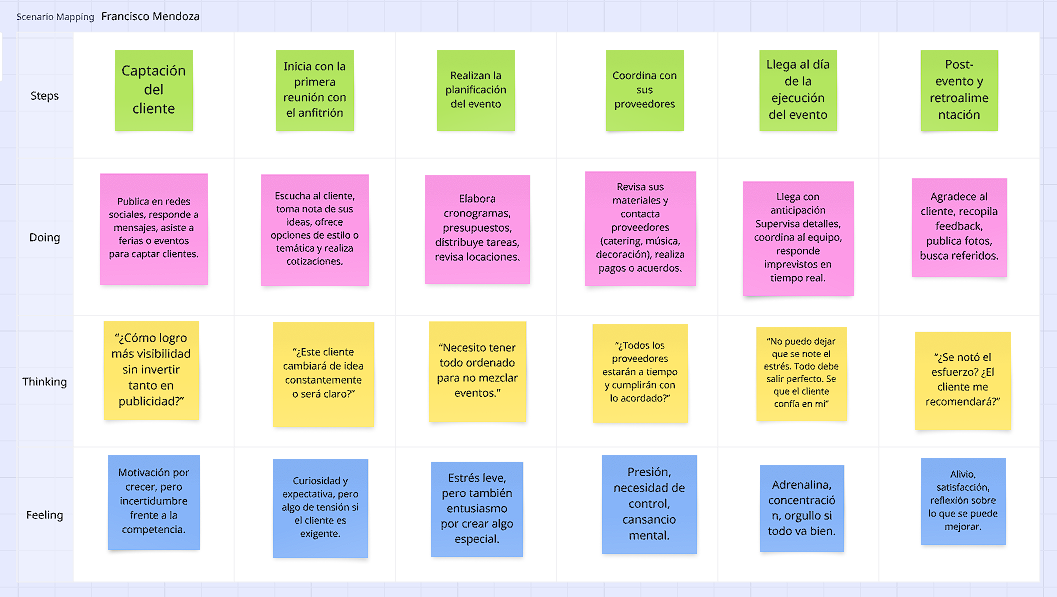 Scenario Mapping Francisco Mendoza
Steps
Captación
del
cliente
Inicia con la
primera
reunión con
el anfitrión
Realizan la
planificación
del evento
Coordina con
sus
proveedores
Llega al día
de la
ejecución
del evento
Post-
evento y
retroalime
ntación
Doing
Publica en redes
sociales, responde a
mensajes, asiste a
ferias o eventos
para captar clientes.
Escucha al cliente,
toma nota de sus
ideas, ofrece
opciones de estilo o
temática y realiza
cotizaciones.
Elabora
cronogramas,
presupuestos,
distribuye tareas,
revisa locaciones.
Revisa sus
materiales y
contacta
proveedores
(catering, música,
decoración), realiza
pagos o acuerdos.
Llega con
anticipación
Supervisa detalles,
coordina al equipo,
responde
imprevistos en
tiempo real.
Agradece al
cliente, recopila
feedback,
publica fotos,
busca referidos.
Thinking
“¿Cómo logro
más visibilidad
sin invertir
tanto en
publicidad?”
“¿Este cliente
cambiará de idea
constantemente
o será claro?”
“Necesito tener
todo ordenado
para no mezclar
eventos.”
“¿Todos los
proveedores
estarán a tiempo
y cumplirán con
lo acordado?”
“No puedo dejar
que se note el
estrés. Todo debe
salir perfecto. Se
que el cliente
confía en mi”
“¿Se notó el
esfuerzo? ¿El
cliente me
recomendará?”
Feeling
Motivación por
crecer, pero
incertidumbre
frente a la
competencia.
Curiosidad y
expectativa, pero
algo de tensión si
el cliente es
exigente.
Estrés leve,
pero también
entusiasmo
por crear algo
especial.
Presión,
necesidad de
control,
cansancio
mental.
Adrenalina,
concentració
n, orgullo si
todo va bien.
Alivio,
satisfacción,
reflexión sobre
lo que se puede
mejorar.